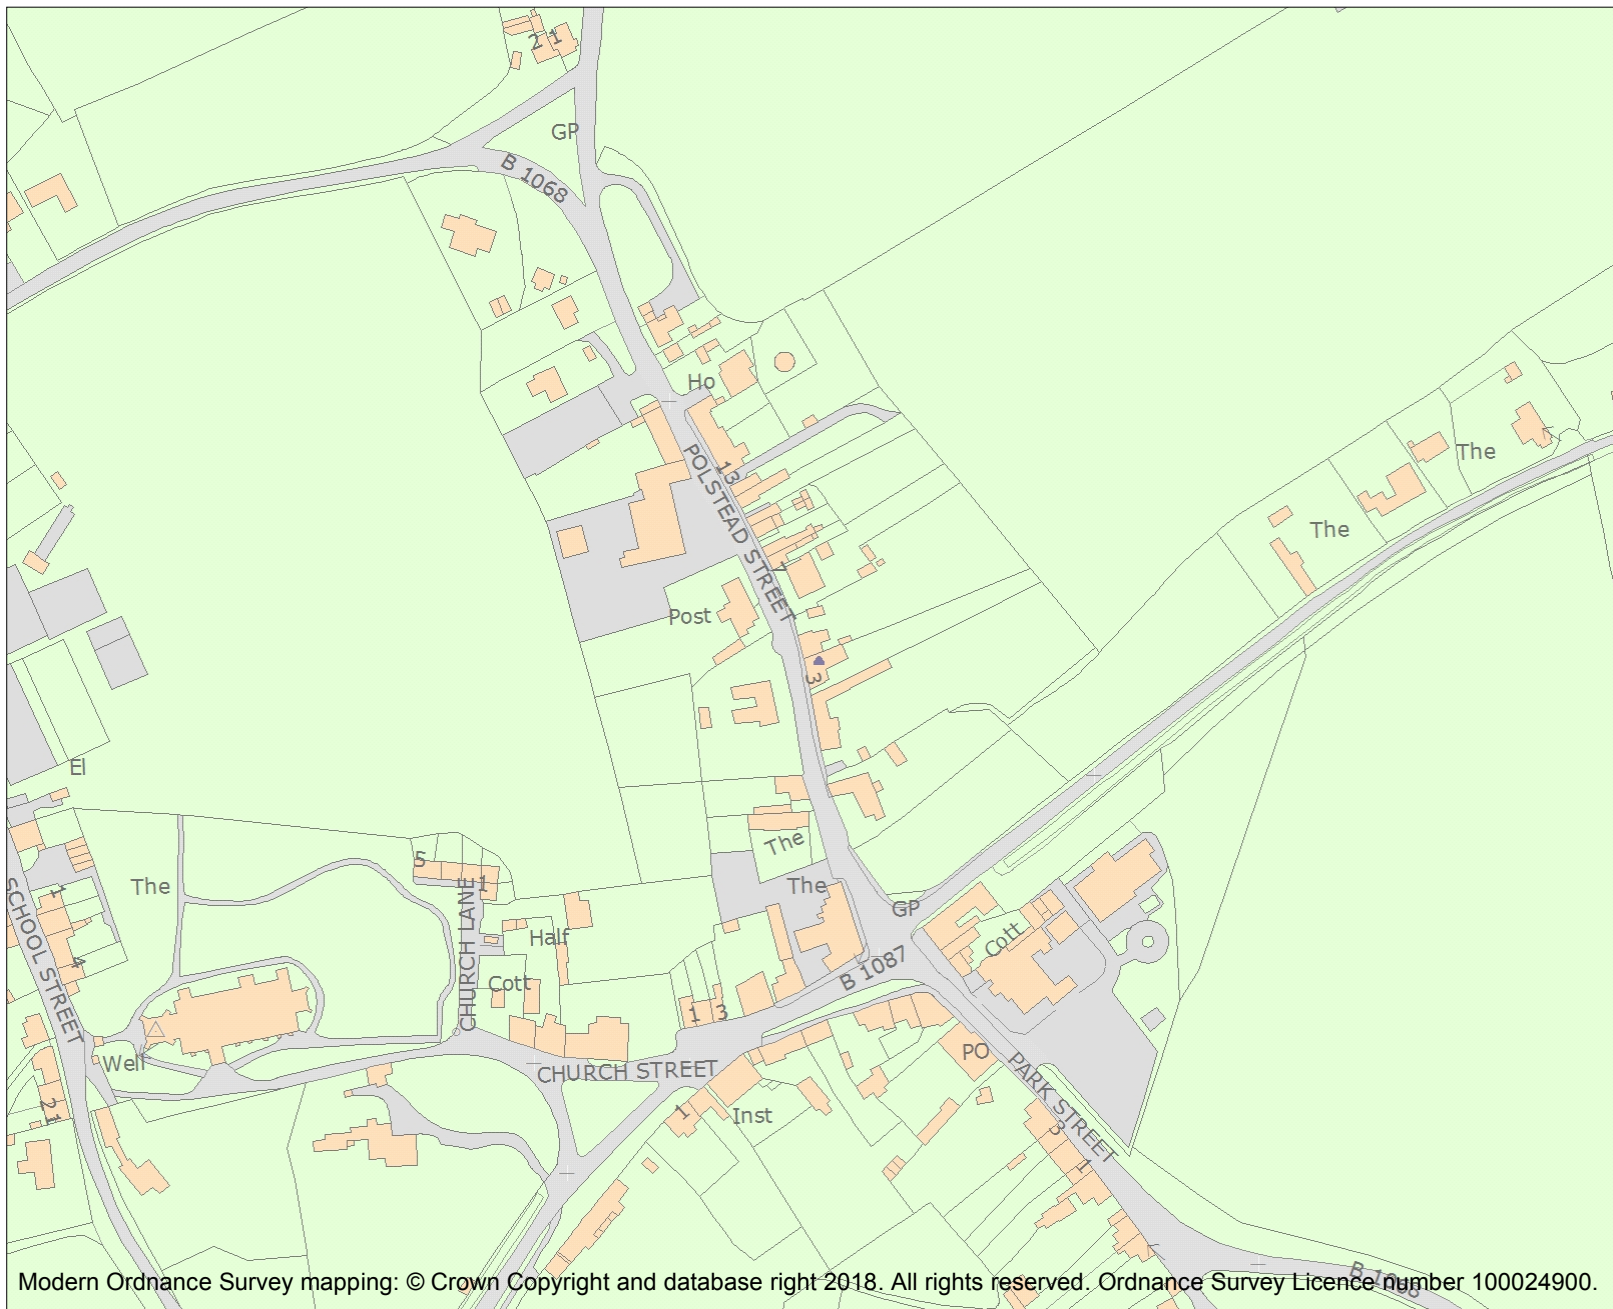 2 1
GP
B 1068
Ho
13
POLSTEAD STREET
The
The
7
Post
3
El
The
5
1
The
The
GP
1
SCHOOL STREET
4
CHURCH LANE
Half
Cott
Cott
B 1087
1 3
Well
CHURCH STREET
PO
PARK STREET
21
1
Inst
3
1
B 1068
Modern Ordnance Survey mapping: © Crown Copyright and database right 2018. All rights reserved. Ordnance Survey Licence number 100024900.